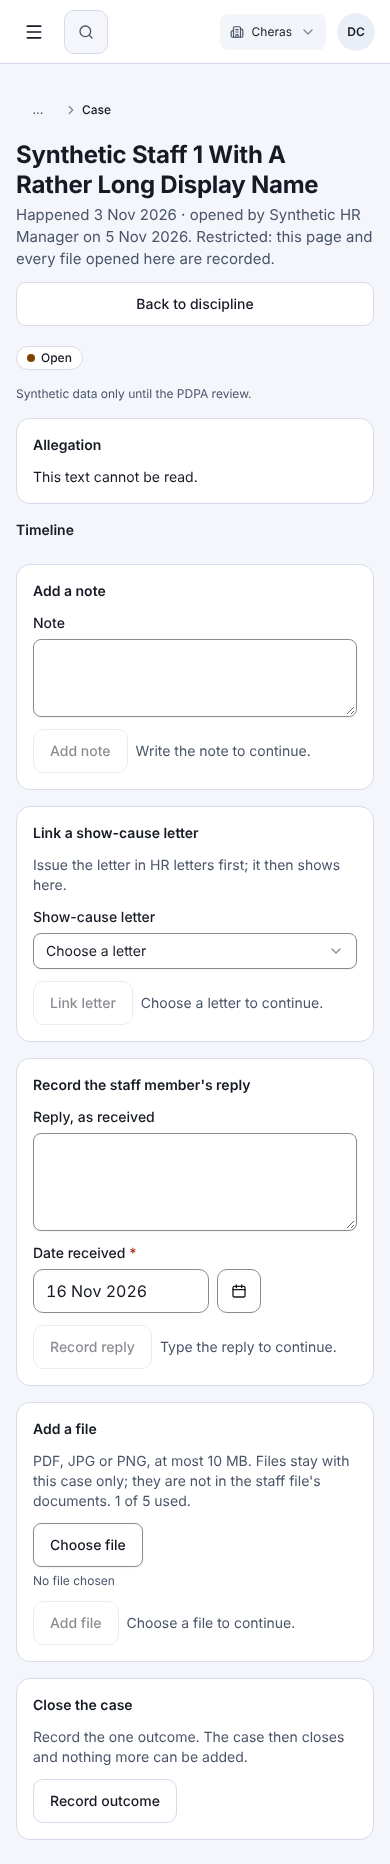 Cheras
DC
...
Case
Synthetic Staff 1 With A
Rather Long Display Name
Happened 3 Nov 2026 · opened by Synthetic HR
Manager on 5 Nov 2026. Restricted: this page and
every file opened here are recorded.
Back to discipline
Open
Synthetic data only until the PDPA review.
Allegation
This text cannot be read.
Timeline
Add a note
Note
Add note
Write the note to continue.
Link a show-cause letter
Issue the letter in HR letters first; it then shows
here.
Show-cause letter
Choose a letter
Link letter
Choose a letter to continue.
Record the staff member's reply
Reply, as received
Date received *
16 Nov 2026
Record reply
Type the reply to continue.
Add a file
PDF, JPG or PNG, at most 10 MB. Files stay with
this case only; they are not in the staff file's
documents. 1 of 5 used.
Choose file
No file chosen
Add file
Choose a file to continue.
Close the case
Record the one outcome. The case then closes
and nothing more can be added.
Record outcome